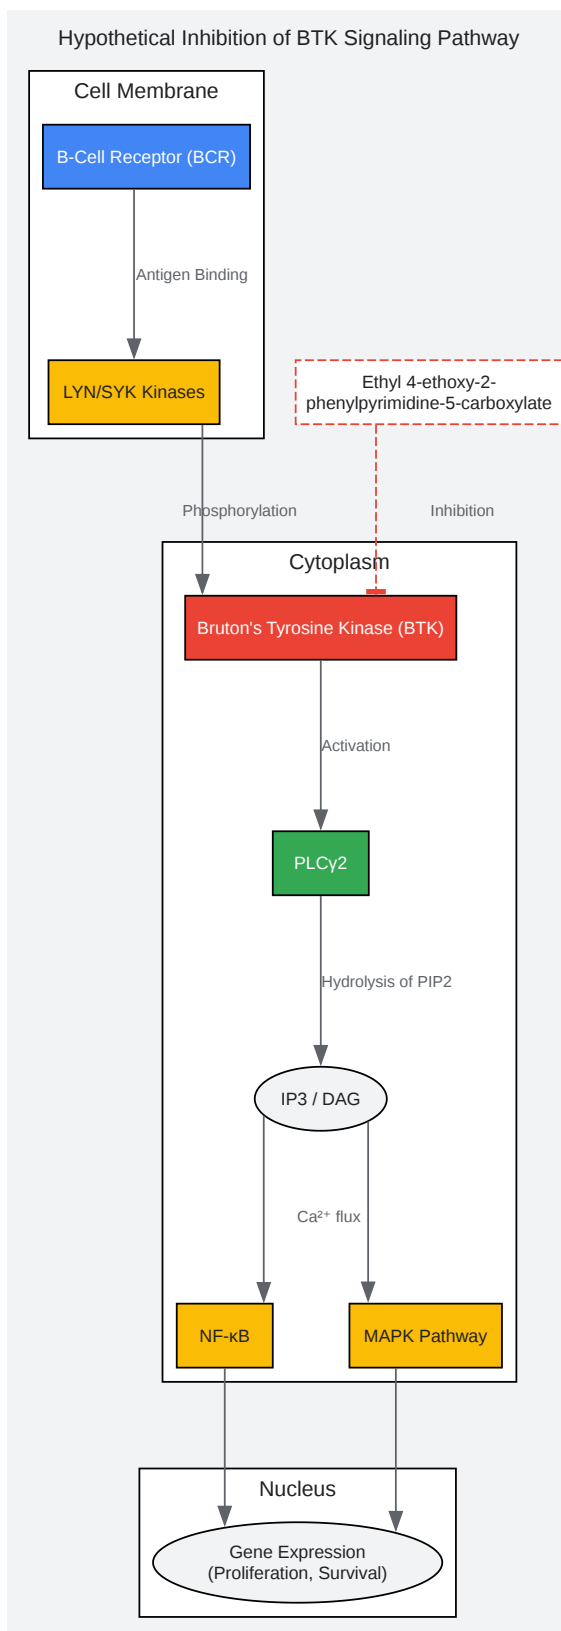 Hypothetical Inhibition of BTK Signaling Pathway
Cell Membrane
B-Cell Receptor (BCR)
Antigen Binding
LYN/SYK Kinases
Ethyl 4-ethoxy-2-
phenylpyrimidine-5-carboxylate
Phosphorylation
Inhibition
Cytoplasm
Bruton's Tyrosine Kinase (BTK)
Activation
PLCγ2
Hydrolysis of PIP2
IP3 / DAG
Ca²⁺ flux
NF-κB
MAPK Pathway
Nucleus
Gene Expression
(Proliferation, Survival)